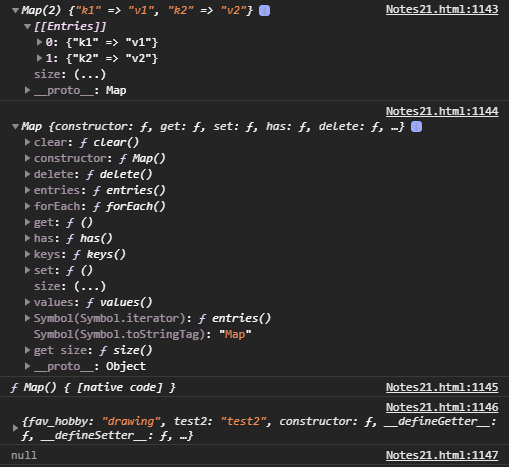 Map(2) {"k1" => "v1", "k2" => "v2"} i Notes21.html:1143
[[Entries]]
0: {"k1" => "v1"}
1: {"k2" => "v2"}
size: (...)
__proto__: Map
Notes21.html:1144
Map {constructor: ƒ, get: ƒ, set: ƒ, has: ƒ, delete: ƒ, …} i
clear: ƒ clear()
constructor: ƒ Map()
delete: ƒ delete()
entries: ƒ entries()
forEach: ƒ forEach()
get: ƒ ()
has: ƒ has()
keys: ƒ keys()
set: ƒ ()
size: (...)
values: ƒ values()
Symbol(Symbol.iterator): ƒ entries()
Symbol(Symbol.toStringTag): "Map"
get size: ƒ size()
__proto__: Object
ƒ Map() { [native code] } Notes21.html:1145
Notes21.html:1146
{fav_hobby: "drawing", test2: "test2", constructor: ƒ, __defineGetter__:
ƒ, __defineSetter__: ƒ, …}
null Notes21.html:1147